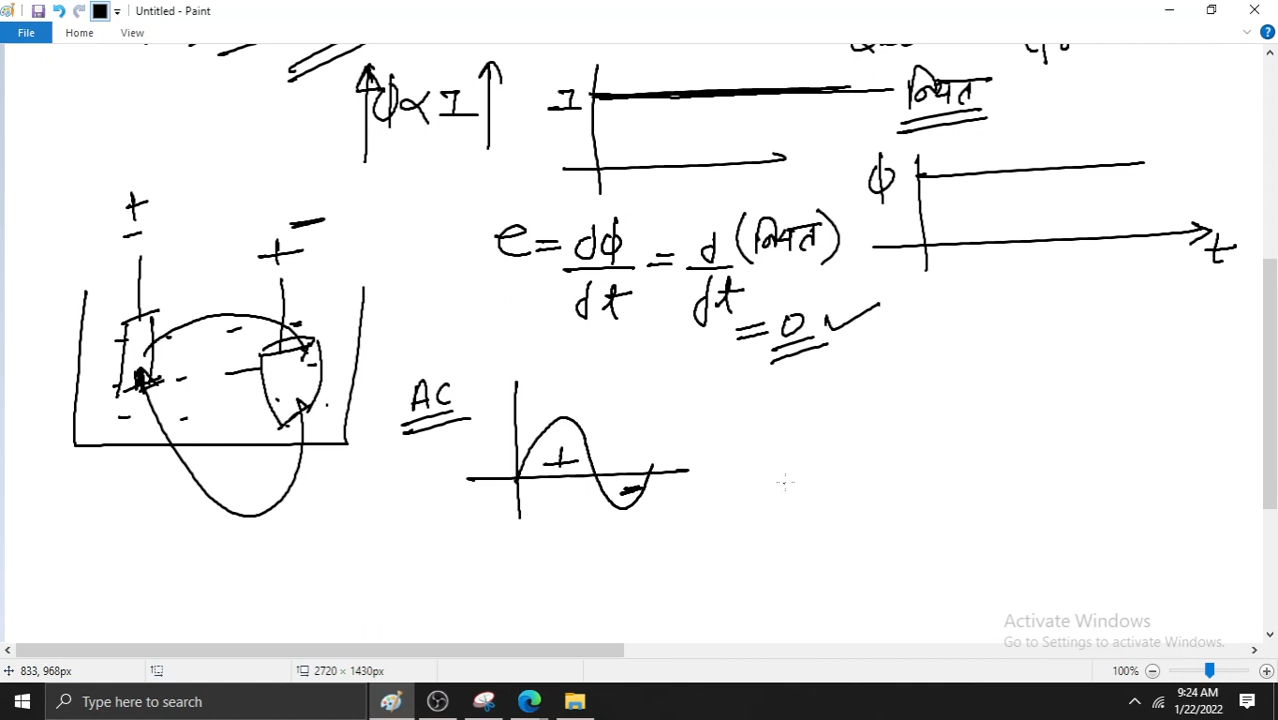 Untitled - Paint
File Home View
ϕ∝I
I
नियत
ϕ
t
+
-
-
+
e = dϕ/dt = d/dt (नियत)
= 0
AC
+
-
Activate Windows
Go to Settings to activate Windows.
833, 968px
2720 × 1430px
100%
Type here to search
9:24 AM
1/22/2022